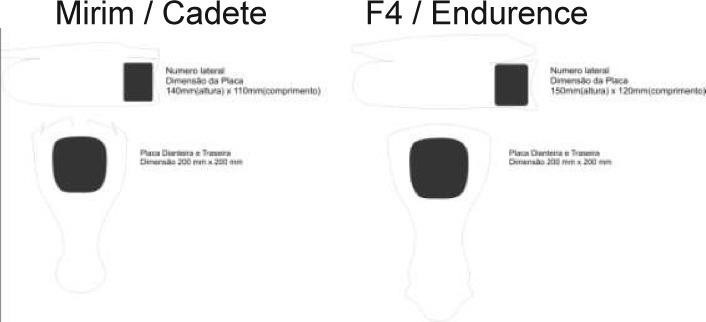 Mirim / Cadete
F4 / Endurence
Numero lateral
Dimensão da Placa
140mm(altura) x 110mm(comprimento)
Numero lateral
Dimensão da Placa
150mm(altura) x 120mm(comprimento)
Placa Dianteira e Traseira
Dimensão 200 mm x 200 mm
Placa Dianteira e Traseira
Dimensão 200 mm x 200 mm